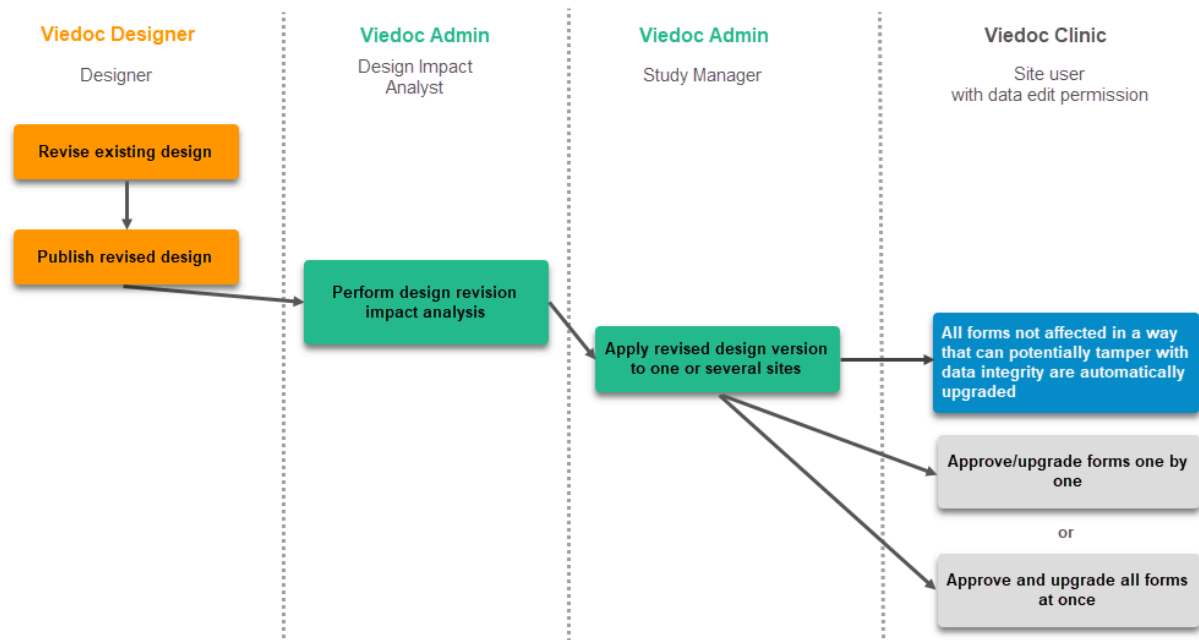 Viedoc Designer
Designer
Viedoc Admin
Design Impact
Analyst
Viedoc Admin
Study Manager
Viedoc Clinic
Site user
with data edit permission
Revise existing design
Publish revised design
Perform design revision
impact analysis
Apply revised design version
to one or several sites
All forms not affected in a way
that can potentially tamper with
data integrity are automatically
upgraded
Approve/upgrade forms one by
one
or
Approve and upgrade all forms
at once